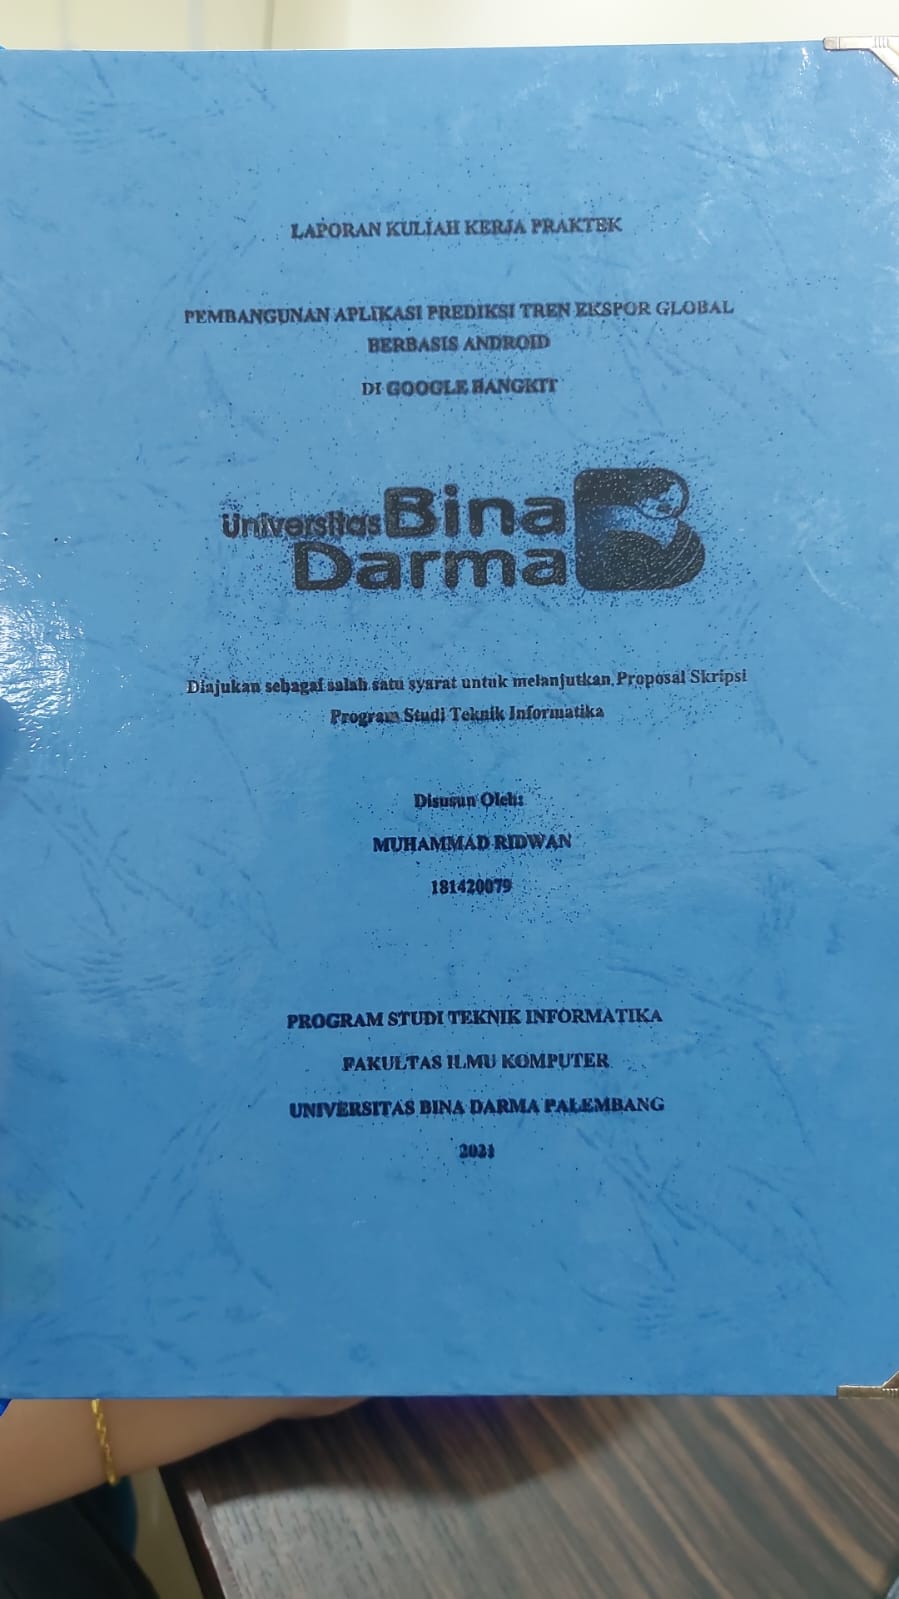 LAPORAN KULIAH KERJA PRAKTEK
PEMBANGUNAN APLIKASI PREDIKSI TREN EKSPOR GLOBAL
BERBASIS ANDROID
DI GOOGLE BANGKIT
Universitas Bina
Darma
Diajukan sebagai salah satu syarat untuk melanjutkan Proposal Skripsi
Program Studi Teknik Informatika
Disusun Oleh:
MUHAMMAD RIDWAN
181420079
PROGRAM STUDI TEKNIK INFORMATIKA
FAKULTAS ILMU KOMPUTER
UNIVERSITAS BINA DARMA PALEMBANG
2021